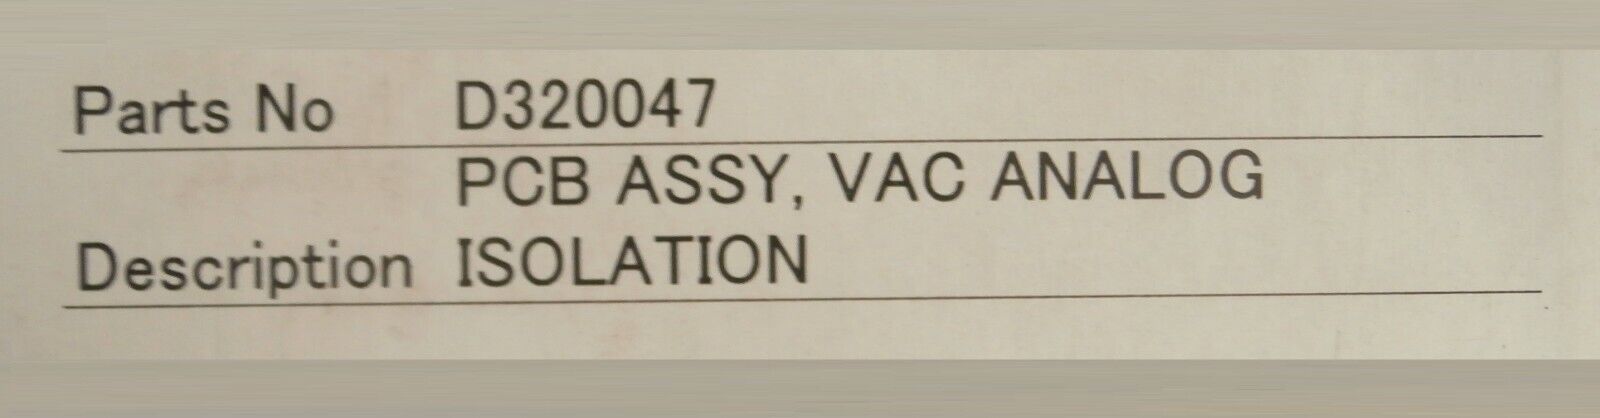 Parts No D320047
PCB ASSY, VAC ANALOG
Description ISOLATION